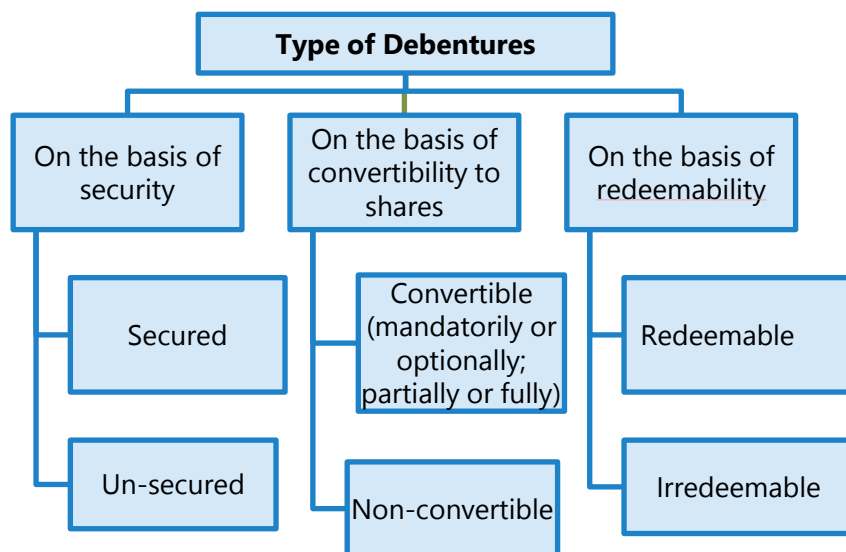 Type of Debentures
On the basis of
security
On the basis of
convertibility to
shares
On the basis of
redeemability
Secured
Convertible
(mandatorily or
optionally;
partially or fully)
Redeemable
Un-secured
Non-convertible
Irredeemable